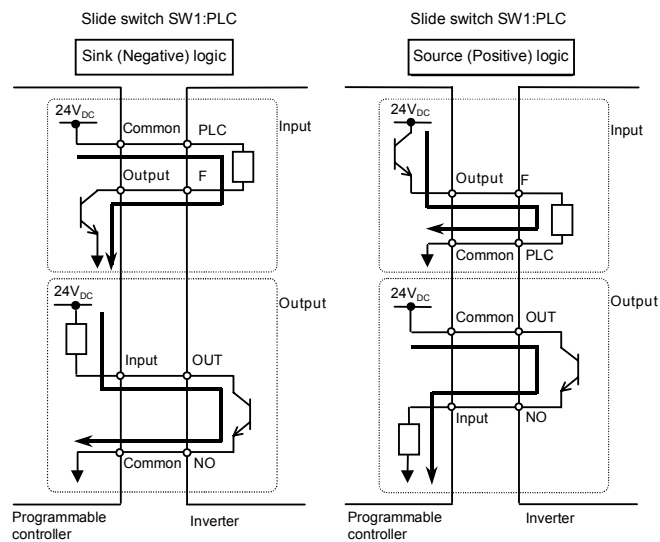 Slide switch SW1:PLC
Sink (Negative) logic
24VDC
Common
PLC
Input
Output
F
24VDC
Output
Input
OUT
Common
NO
Programmable
controller
Inverter
Slide switch SW1:PLC
Source (Positive) logic
24VDC
Input
Output
F
Common
PLC
24VDC
Output
Common
OUT
Input
NO
Programmable
controller
Inverter